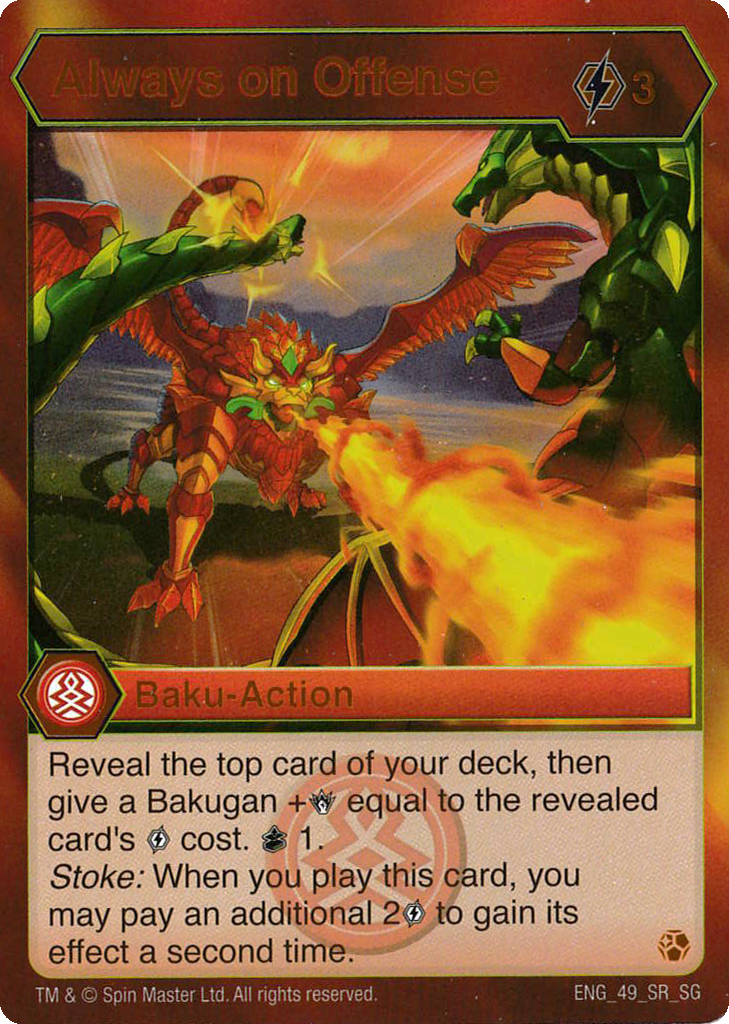 Always on Offense 3
Baku-Action
Reveal the top card of your deck, then
give a Bakugan + equal to the revealed
card's cost. 1.
Stoke: When you play this card, you
may pay an additional 2 to gain its
effect a second time.
TM & © Spin Master Ltd. All rights reserved. ENG_49_SR_SG